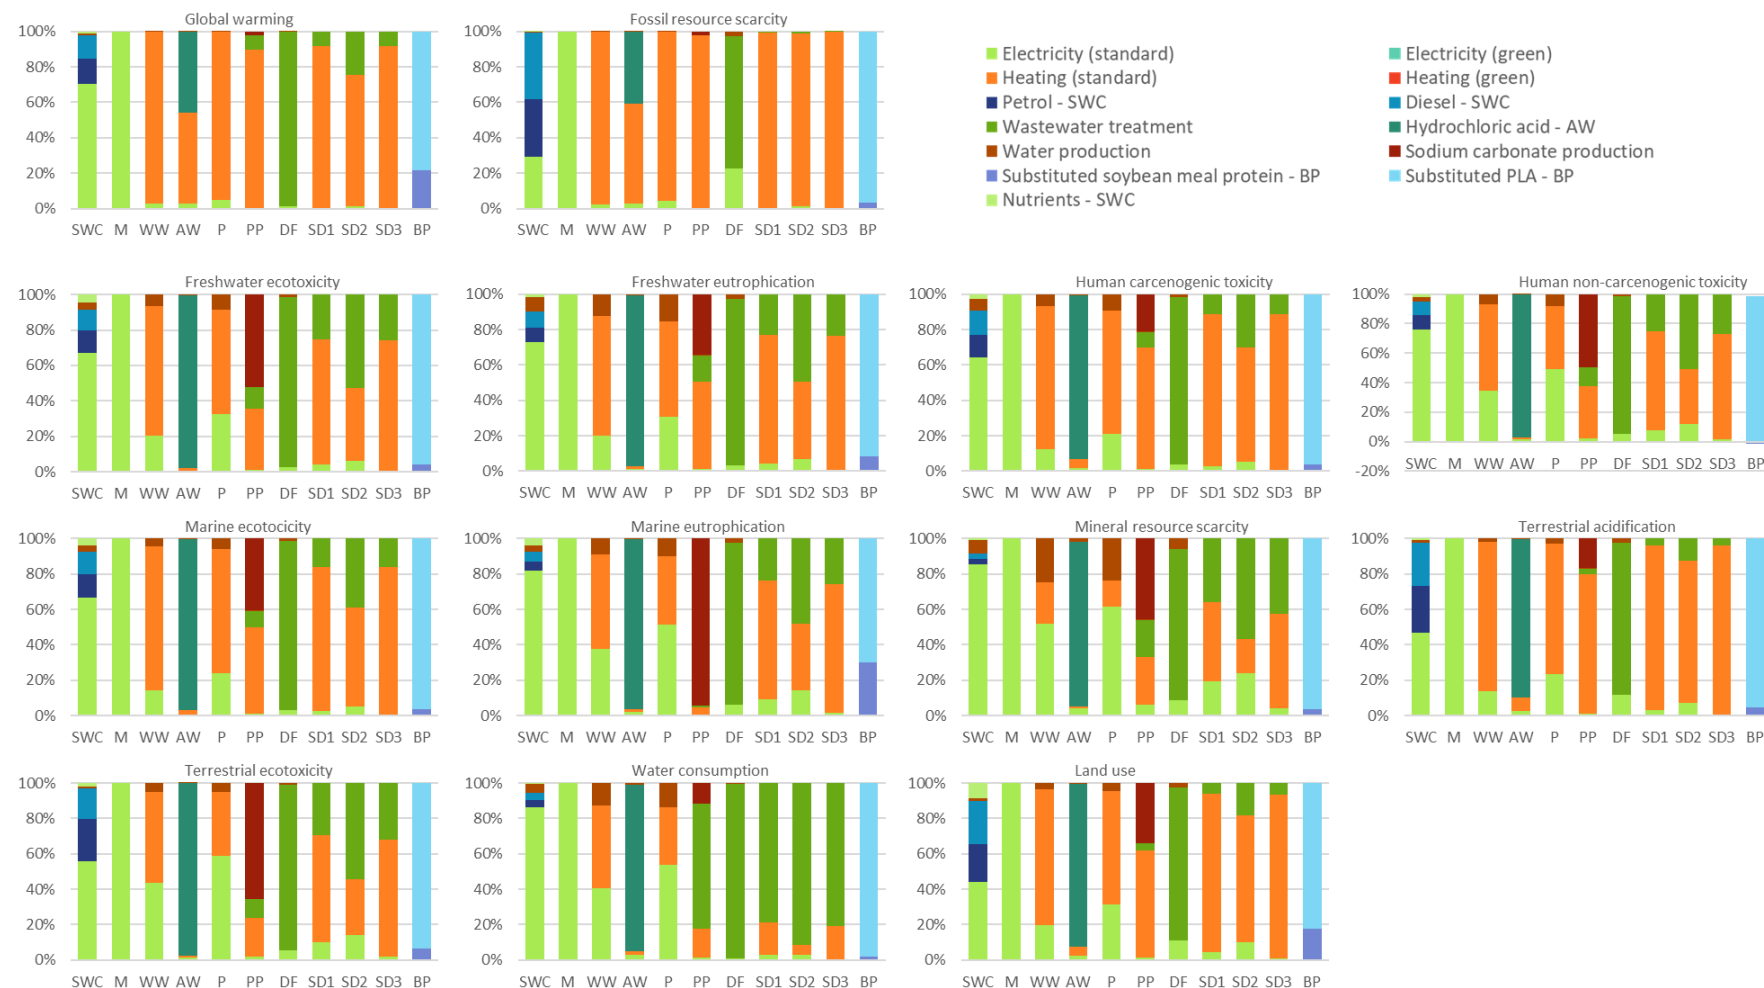 Global warming
100%
80%
60%
40%
20%
0%
SWC M WW AW P PP DF SD1 SD2 SD3 BP
Fossil resource scarcity
100%
80%
60%
40%
20%
0%
SWC M WW AW P PP DF SD1 SD2 SD3 BP
Electricity (standard)
Heating (standard)
Petrol - SWC
Wastewater treatment
Water production
Substituted soybean meal protein - BP
Nutrients - SWC
Electricity (green)
Heating (green)
Diesel - SWC
Hydrochloric acid - AW
Sodium carbonate production
Substituted PLA - BP
Freshwater ecotoxicity
100%
80%
60%
40%
20%
0%
SWC M WW AW P PP DF SD1 SD2 SD3 BP
Freshwater eutrophication
100%
80%
60%
40%
20%
0%
SWC M WW AW P PP DF SD1 SD2 SD3 BP
Human carcenogenic toxicity
100%
80%
60%
40%
20%
0%
SWC M WW AW P PP DF SD1 SD2 SD3 BP
Human non-carcenogenic toxicity
100%
80%
60%
40%
20%
0%
-20%
SWC M WW AW P PP DF SD1 SD2 SD3 BP
Marine ecotocicity
100%
80%
60%
40%
20%
0%
SWC M WW AW P PP DF SD1 SD2 SD3 BP
Marine eutrophication
100%
80%
60%
40%
20%
0%
SWC M WW AW P PP DF SD1 SD2 SD3 BP
Mineral resource scarcity
100%
80%
60%
40%
20%
0%
SWC M WW AW P PP DF SD1 SD2 SD3 BP
Terrestrial acidification
100%
80%
60%
40%
20%
0%
SWC M WW AW P PP DF SD1 SD2 SD3 BP
Terrestrial ecotoxicity
100%
80%
60%
40%
20%
0%
SWC M WW AW P PP DF SD1 SD2 SD3 BP
Water consumption
100%
80%
60%
40%
20%
0%
SWC M WW AW P PP DF SD1 SD2 SD3 BP
Land use
100%
80%
60%
40%
20%
0%
SWC M WW AW P PP DF SD1 SD2 SD3 BP